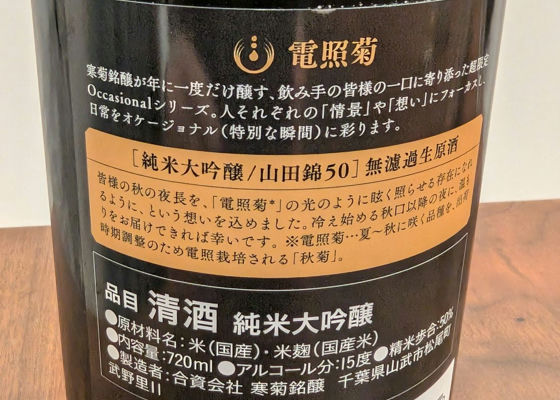 電照菊
寒菊銘醸が年に一度だけ醸す、飲み手の皆様の一口に寄り添った超限定
Occasionalシリーズ。人それぞれの「情景」や「想い」にフォーカスし、
日常をオケージョナル（特別な瞬間）に彩ります。
［純米大吟醸/山田錦50］無濾過生原酒
皆様の秋の夜長を、「電照菊*」の光のように眩く照らせる存在になれ
るように、という想いを込めました。冷え始める秋口以降の夜に、温も
りをお届けできれば幸いです。※電照菊…夏〜秋に咲く品種を、出荷
時期調整のため電照栽培される「秋菊」。
品目 清酒 純米大吟醸
●原材料名：米（国産）・米麹（国産米）
●内容量：720ml ●アルコール分：15度 ●精米歩合：50%
●製造者：合資会社 寒菊銘醸 千葉県山武市松尾町
武野里11